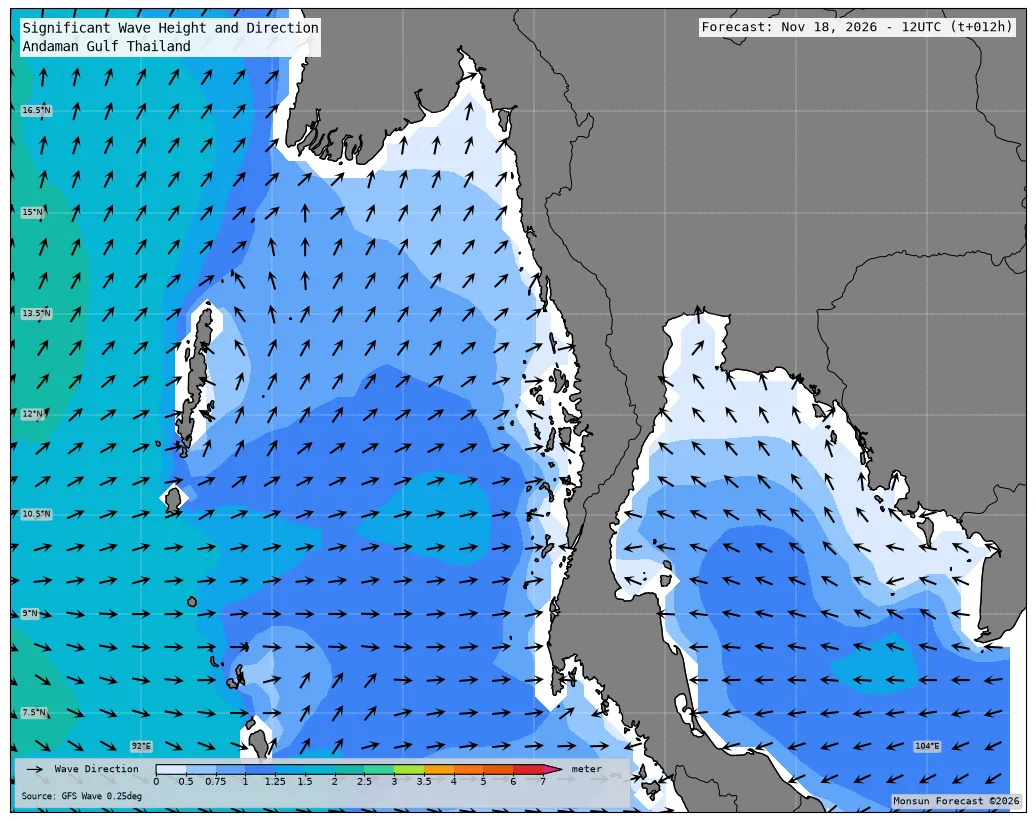 Significant Wave Height and Direction
Andaman Gulf Thailand
Forecast: Nov 18, 2026 - 12UTC (t+012h)
16.5°N
15°N
13.5°N
12°N
10.5°N
9°N
7.5°N
92°E
104°E
Wave Direction
0.5 0.75 1 1.25 1.5 2 2.5 3 3.5 4 5 6 7
meter
Source: GFS Wave 0.25deg
Monsun Forecast ©2026